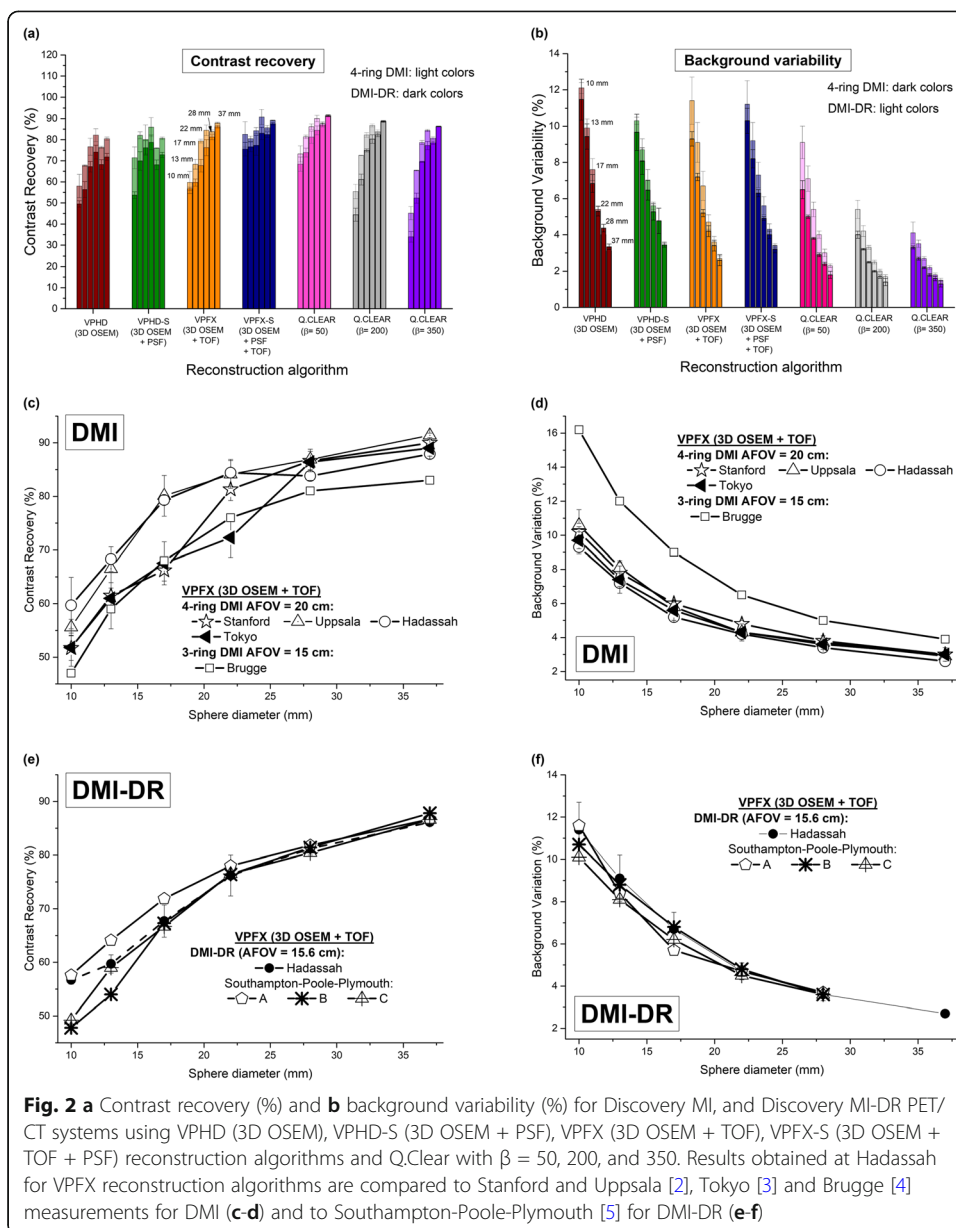 (a)
Contrast recovery
4-ring DMI: light colors
DMI-DR: dark colors
120
110
100
90
80
70
60
50
40
30
20
10
0
Contrast Recovery (%)
10 mm
13 mm
17 mm
22 mm
28 mm
37 mm
VPHD
(3D OSEM)
VPHD-S
(3D OSEM
+ PSF)
VPFX
(3D OSEM
+ TOF)
VPFX-S
(3D OSEM
+ PSF
+ TOF)
Q.CLEAR
(β= 50)
Q.CLEAR
(β= 200)
Q.CLEAR
(β= 350)
Reconstruction algorithm
(b)
Background variability
4-ring DMI: dark colors
DMI-DR: light colors
14
12
10
8
6
4
2
0
Background Variability (%)
10 mm
13 mm
17 mm
22 mm
28 mm
37 mm
VPHD
(3D OSEM)
VPHD-S
(3D OSEM
+ PSF)
VPFX
(3D OSEM
+ TOF)
VPFX-S
(3D OSEM
+ PSF
+ TOF)
Q.CLEAR
(β= 50)
Q.CLEAR
(β= 200)
Q.CLEAR
(β= 350)
Reconstruction algorithm
(c)
DMI
90
80
70
60
50
Contrast Recovery (%)
VPFX (3D OSEM + TOF)
4-ring DMI AFOV = 20 cm:
Stanford Uppsala Hadassah
Tokyo
3-ring DMI AFOV = 15 cm:
Brugge
10 15 20 25 30 35
Sphere diameter (mm)
(d)
16
14
12
10
8
6
4
2
Background Variation (%)
VPFX (3D OSEM + TOF)
4-ring DMI AFOV = 20 cm:
Stanford Uppsala Hadassah
Tokyo
3-ring DMI AFOV = 15 cm:
Brugge
DMI
10 15 20 25 30 35
Sphere diameter (mm)
(e)
DMI-DR
90
80
70
60
50
Contrast Recovery (%)
VPFX (3D OSEM + TOF)
DMI-DR (AFOV = 15.6 cm):
Hadassah
Southampton-Poole-Plymouth:
A B C
10 15 20 25 30 35
Sphere diameter (mm)
(f)
14
12
10
8
6
4
2
0
Background Variation (%)
VPFX (3D OSEM + TOF)
DMI-DR (AFOV = 15.6 cm):
Hadassah
Southampton-Poole-Plymouth:
A B C
DMI-DR
10 15 20 25 30 35
Sphere diameter (mm)
Fig. 2 a Contrast recovery (%) and b background variability (%) for Discovery MI, and Discovery MI-DR PET/
CT systems using VPHD (3D OSEM), VPHD-S (3D OSEM + PSF), VPFX (3D OSEM + TOF), VPFX-S (3D OSEM +
TOF + PSF) reconstruction algorithms and Q.Clear with β = 50, 200, and 350. Results obtained at Hadassah
for VPFX reconstruction algorithms are compared to Stanford and Uppsala [2], Tokyo [3] and Brugge [4]
measurements for DMI (c-d) and to Southampton-Poole-Plymouth [5] for DMI-DR (e-f)